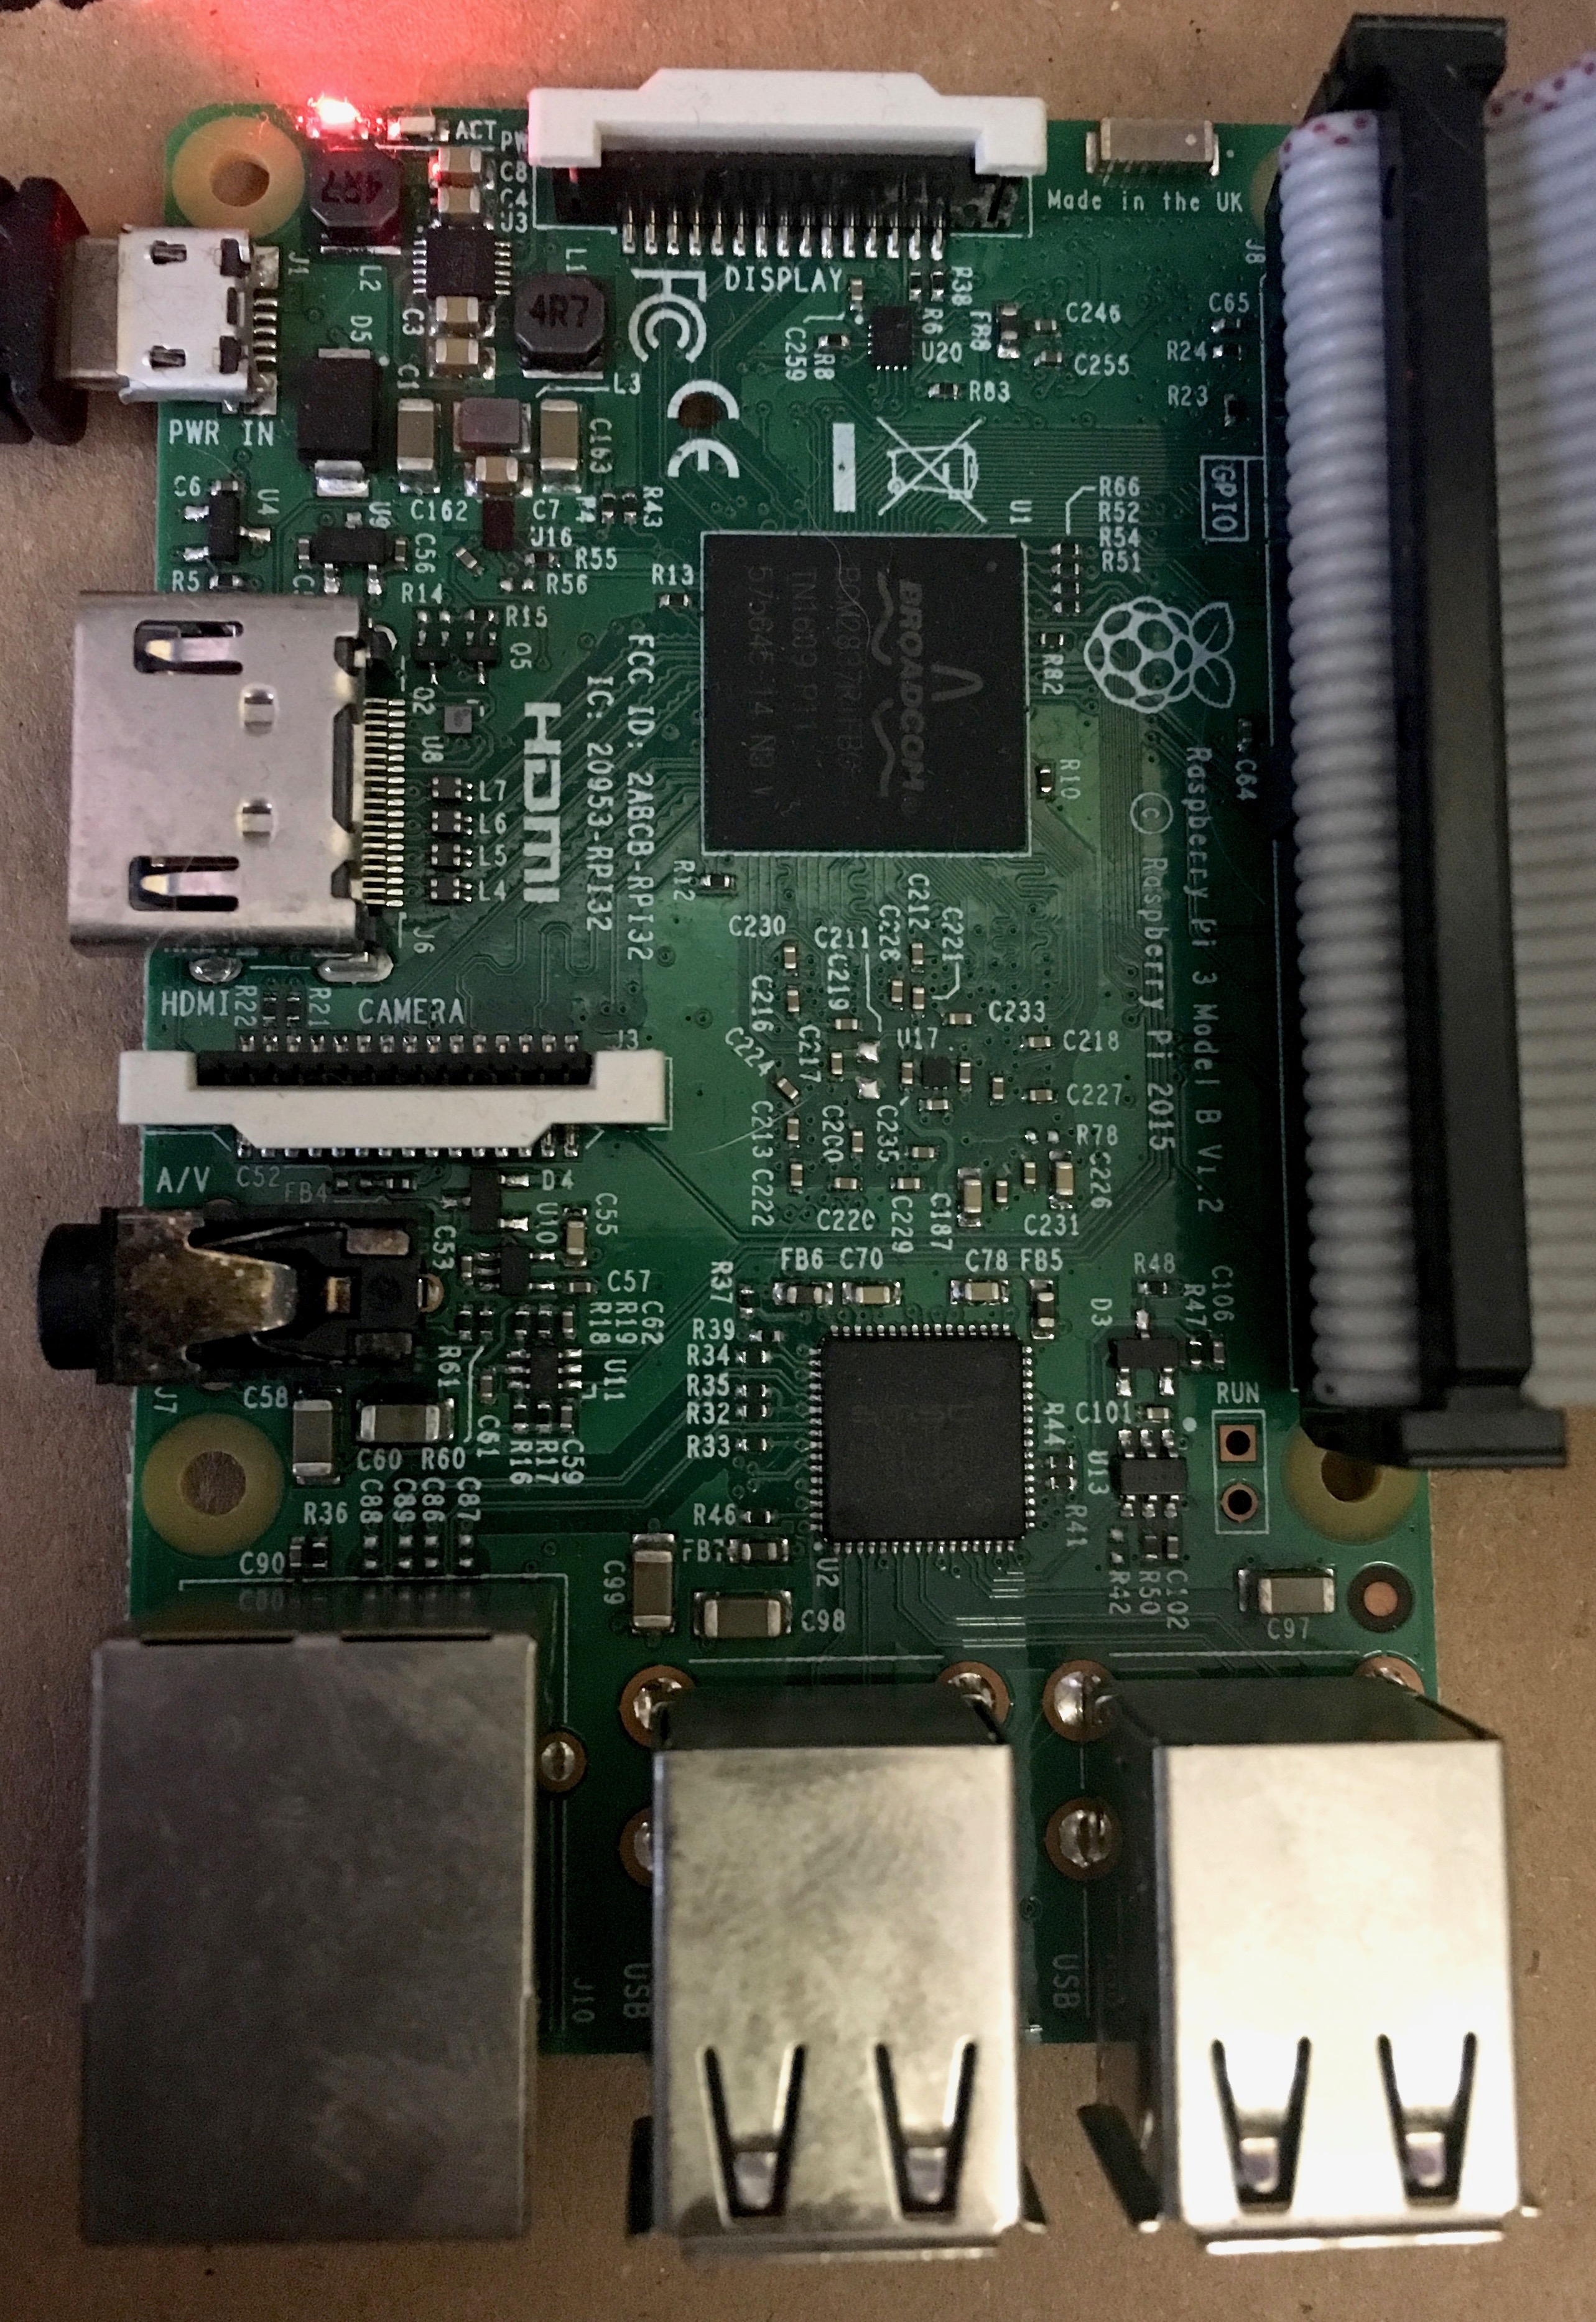 ACT
C8
C4
U3
4R7
Made in the UK
J8
J1
L2
L1
DISPLAY
R38
C3
D5
4R7
FC
C259
R8
R6
U20
FB8
C246
C255
C65
R24
R23
R83
C1
L3
PWR IN
C163
CE
C6
U4
U9
C162
C7
R43
U16
R55
R56
C56
U1
R66
R52
R54
R51
GPIO
R5
R14
R15
R13
Q5
Q2
U8
L7
L6
L5
L4
J6
HDMI
IC: 20953-RPI32
FCC ID: 2ABCB-RPI32
BROADCOM®
R82
R10
C64
R12
Raspberry Pi 3 Model B V1.2
© Raspberry Pi 2015
HDMI
R22
R21
CAMERA
J3
C230
C211
C228
C212
C221
C216
C219
C233
C224
C217
U17
C218
C227
C213
C200
C235
R78
C222
C220
C229
C187
C226
C231
A/V
C52
FB4
D4
C53
U10
C55
C57
R18
R19
C62
R61
U11
J7
C58
C60
R60
C61
R16
R17
C59
FB6
C70
C78
FB5
R37
R39
R34
R35
R32
R33
R48
R47
C106
D3
R44
C101
U13
RUN
R36
C88
C89
C86
C87
C90
R46
FB7
U2
R41
C99
C98
R42
R50
C102
C97
J10
USB
USB